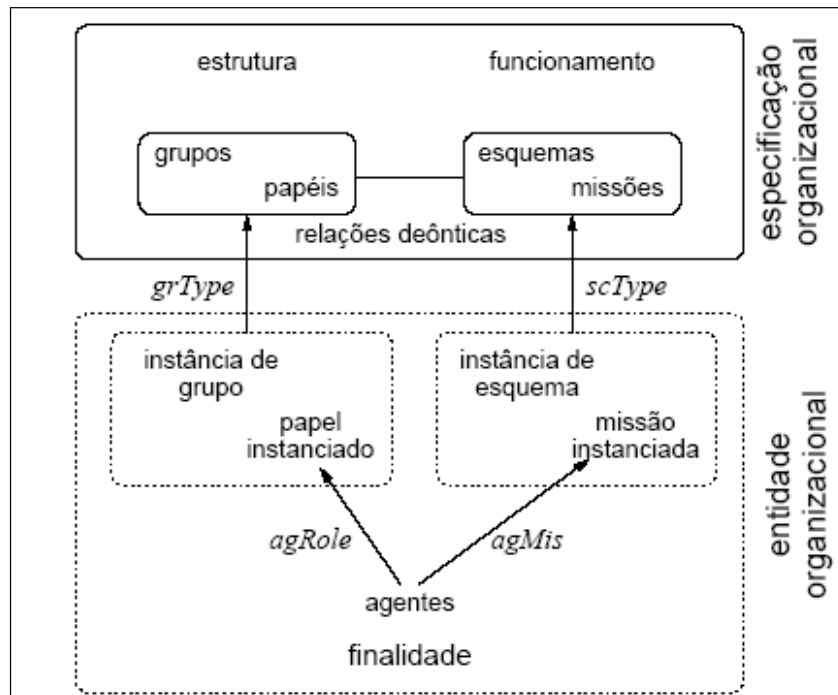 estrutura
funcionamento
grupos
papéis
esquemas
missões
relações deônticas
especificação
organizacional
grType
scType
instância de
grupo
papel
instanciado
instância de
esquema
missão
instanciada
agRole
agMis
agentes
finalidade
entidade
organizacional